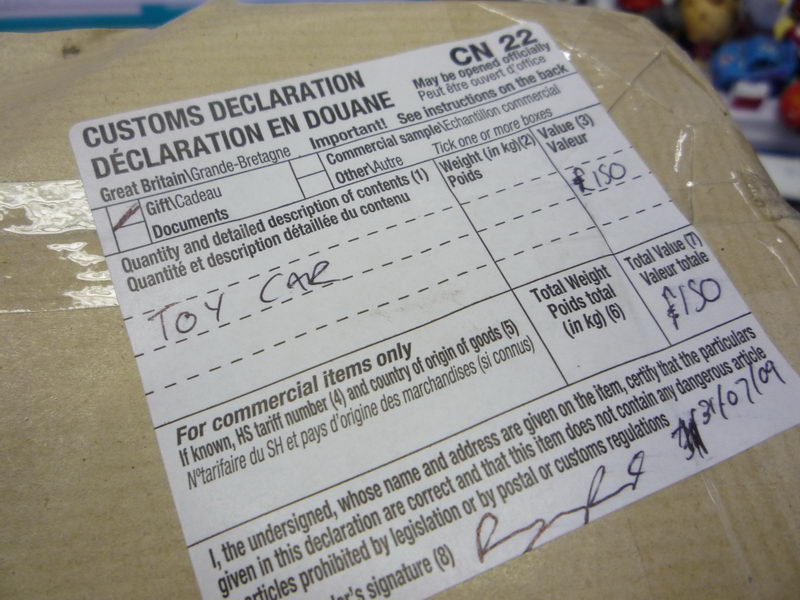 CUSTOMS DECLARATION
DÉCLARATION EN DOUANE
CN 22
May be opened officially
Peut être ouvert d'office
Great Britain\Grande-Bretagne
Important! See instructions on the back
Gift\Cadeau
Commercial sample\Echantillon commercial
Documents
Other\Autre
Tick one or more boxes
Quantity and detailed description of contents (1)
Quantité et description détaillée du contenu
Weight (in kg)(2)
Poids
Value (3)
Valeur
£150
TOY CAR
For commercial items only
If known, HS tariff number (4) and country of origin of goods (5)
N°tarifaire du SH et pays d'origine des marchandises (si connus)
Total Weight
Poids total
(in kg) (6)
Total Value (7)
Valeur totale
£150
I, the undersigned, whose name and address are given on the item, certify that the particulars
given in this declaration are correct and that this item does not contain any dangerous article
articles prohibited by legislation or by postal or customs regulations
signature (8)
31/07/09